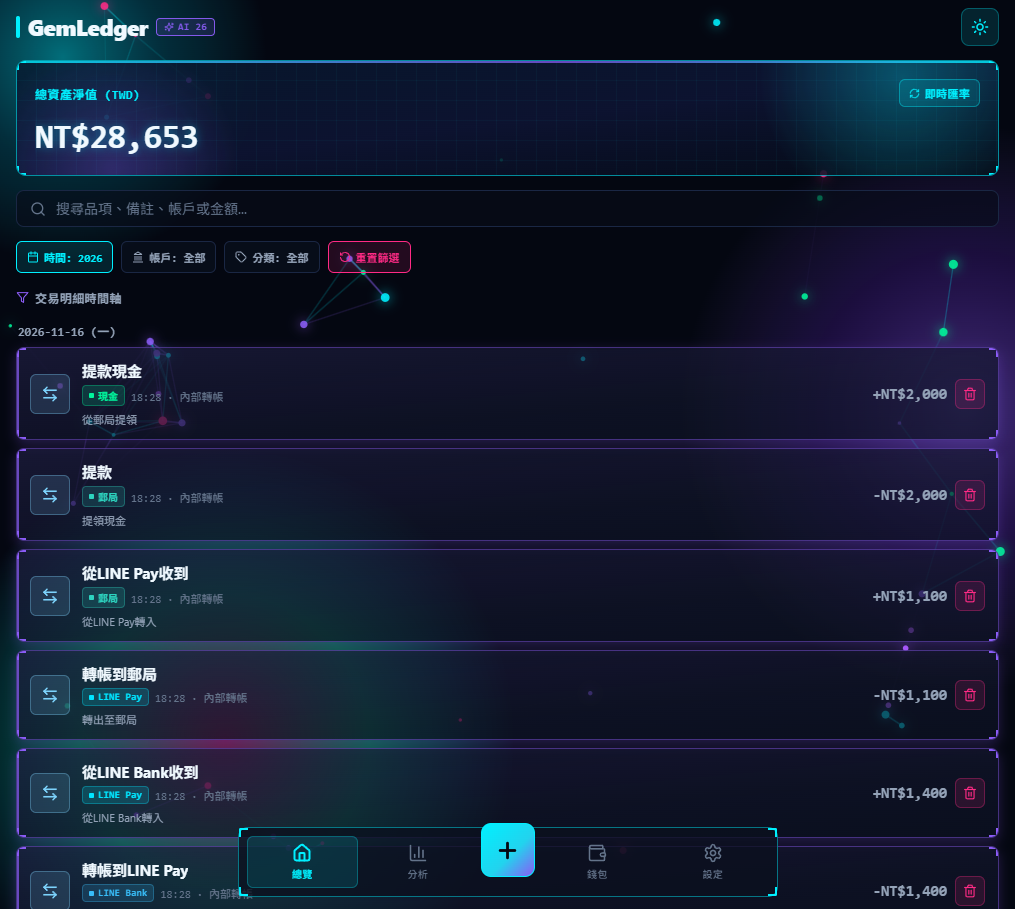 GemLedger AI 26
總資產淨值 (TWD)
即時匯率
NT$28,653
搜尋品項、備註、帳戶或金額...
時間: 2026 帳戶: 全部 分類: 全部 重置篩選
交易明細時間軸
2026-11-16 (一)
提款現金
現金 18:28 · 內部轉帳
從郵局提領
+NT$2,000
提款
郵局 18:28 · 內部轉帳
提領現金
-NT$2,000
從LINE Pay收到
郵局 18:28 · 內部轉帳
從LINE Pay轉入
+NT$1,100
轉帳到郵局
LINE Pay 18:28 · 內部轉帳
轉出至郵局
-NT$1,100
從LINE Bank收到
LINE Pay 18:28 · 內部轉帳
從LINE Bank轉入
+NT$1,400
轉帳到LINE Pay
LINE Bank 18:28 · 內部轉帳
-NT$1,400
總覽 分析 + 錢包 設定